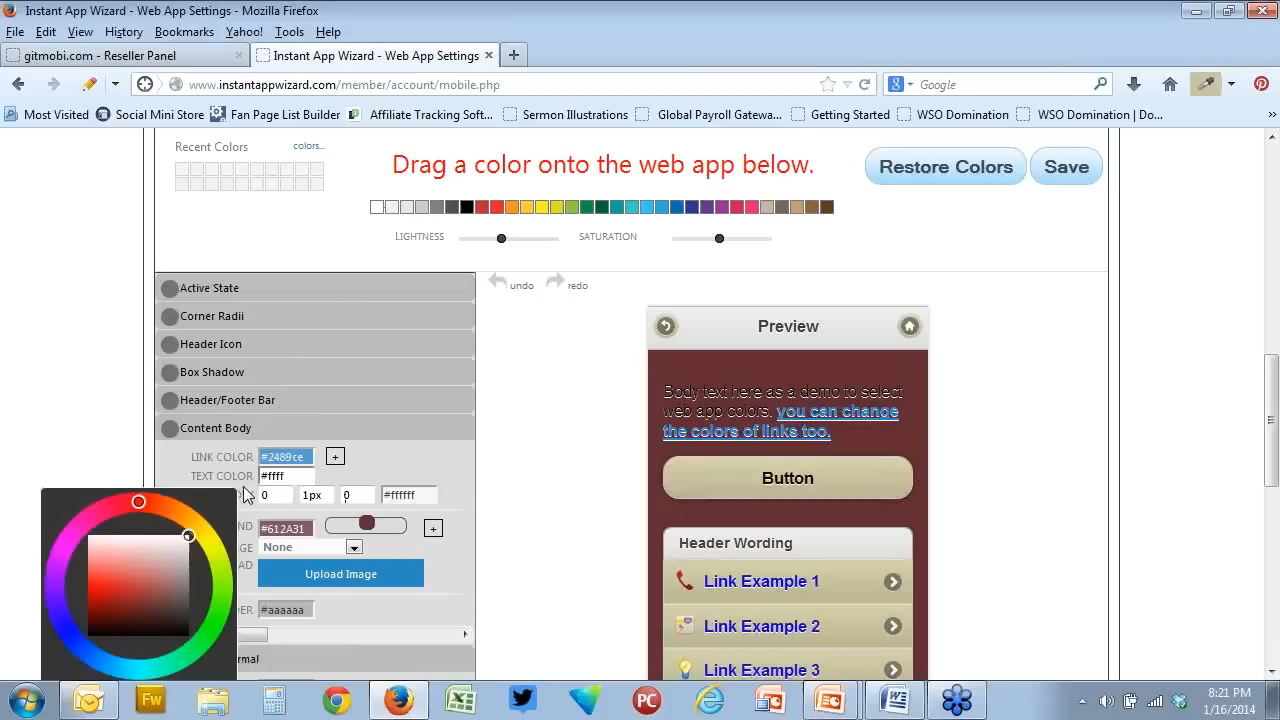 Instant App Wizard - Web App Settings - Mozilla Firefox
File Edit View History Bookmarks Yahoo! Tools Help
gitmobi.com - Reseller Panel Instant App Wizard - Web App Settings
www.instantappwizard.com/member/account/mobile.php Google
Most Visited Social Mini Store Fan Page List Builder Affiliate Tracking Soft... Sermon Illustrations Global Payroll Gatewa... Getting Started WSO Domination WSO Domination | Do...
Recent Colors colors...
Drag a color onto the web app below.
Restore Colors Save
LIGHTNESS SATURATION
undo redo
Active State
Corner Radii
Header Icon
Box Shadow
Header/Footer Bar
Content Body
LINK COLOR #2489ce +
TEXT COLOR #ffff
0 1px 0 #ffffff
ND #612A31 +
AGE None
AD Upload Image
ER #aaaaaa
rmal
Preview
Body text here as a demo to select
web app colors. you can change
the colors of links too.
Button
Header Wording
Link Example 1
Link Example 2
Link Example 3
Fw PC
8:21 PM
1/16/2014